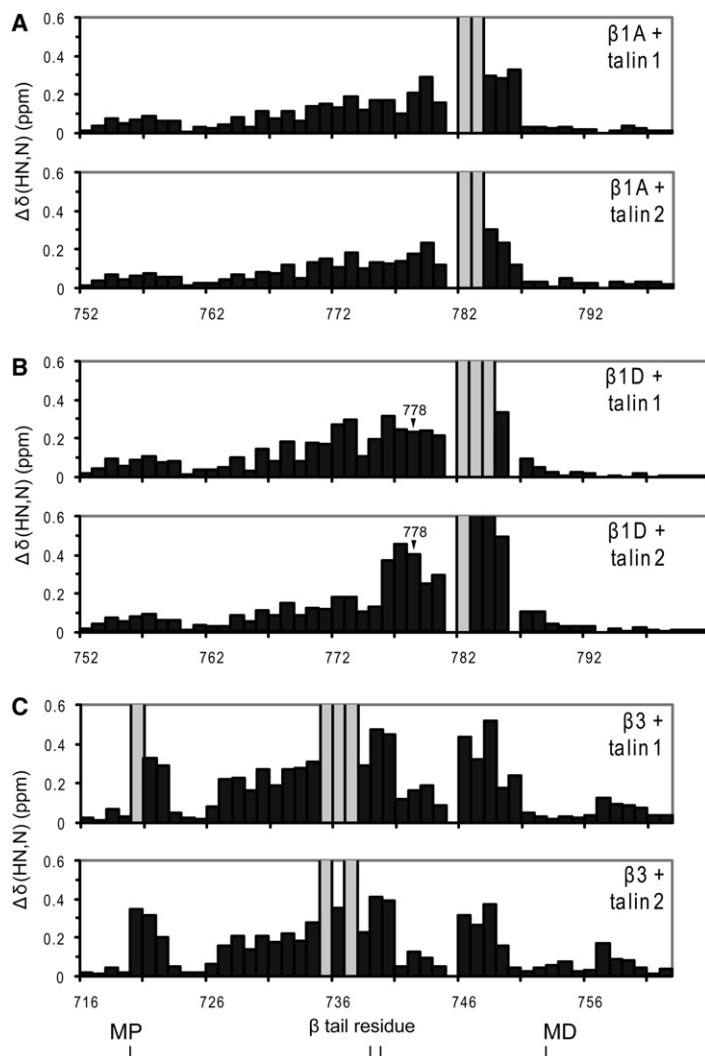 A
0.6
0.4
0.2
0
β1A +
talin 1
0.6
0.4
0.2
0
β1A +
talin 2
Δδ(HN,N) (ppm)
752 762 772 782 792
B
0.6
0.4
0.2
0
778
β1D +
talin 1
0.6
0.4
0.2
0
778
β1D +
talin 2
Δδ(HN,N) (ppm)
752 762 772 782 792
C
0.6
0.4
0.2
0
β3 +
talin 1
0.6
0.4
0.2
0
β3 +
talin 2
Δδ(HN,N) (ppm)
716 726 736 746 756
MP β tail residue MD